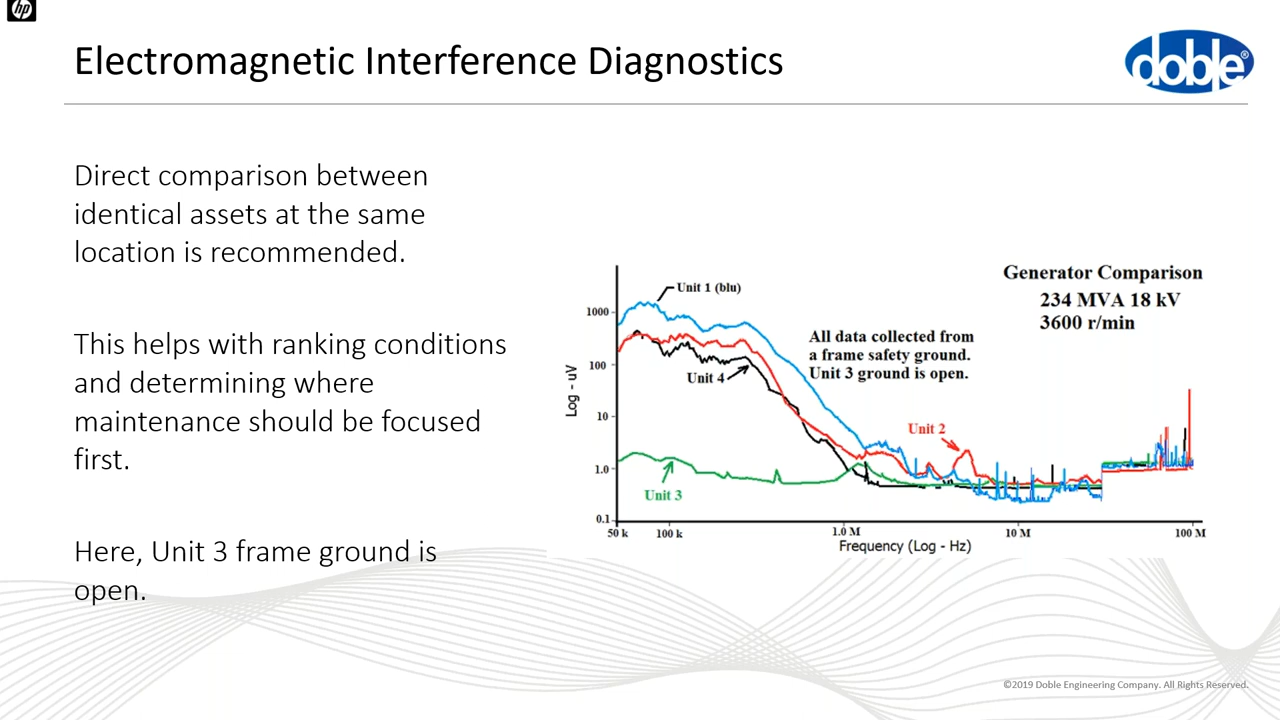 hp
Electromagnetic Interference Diagnostics
doble®
Direct comparison between
identical assets at the same
location is recommended.
This helps with ranking conditions
and determining where
maintenance should be focused
first.
Here, Unit 3 frame ground is
open.
Generator Comparison
234 MVA 18 kV
3600 r/min
Unit 1 (blu)
All data collected from
a frame safety ground.
Unit 3 ground is open.
Unit 4
Unit 2
Unit 3
Log - uV
1000
100
10
1.0
0.1
50 k
100 k
1.0 M
10 M
100 M
Frequency (Log - Hz)
©2019 Doble Engineering Company. All Rights Reserved.